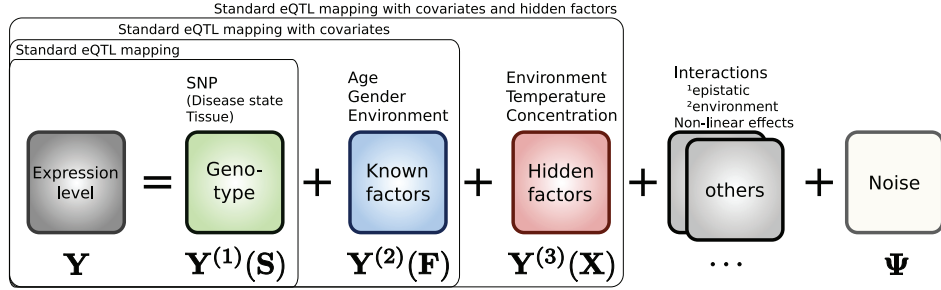 Standard eQTL mapping with covariates and hidden factors
Standard eQTL mapping with covariates
Standard eQTL mapping
SNP
(Disease state
Tissue)
Age
Gender
Environment
Environment
Temperature
Concentration
Interactions
¹epistatic
²environment
Non-linear effects
Expression
level
=
Geno-
type
+
Known
factors
+
Hidden
factors
+
others
+
Noise
Y
Y⁽¹⁾(S)
Y⁽²⁾(F)
Y⁽³⁾(X)
...
Ψ